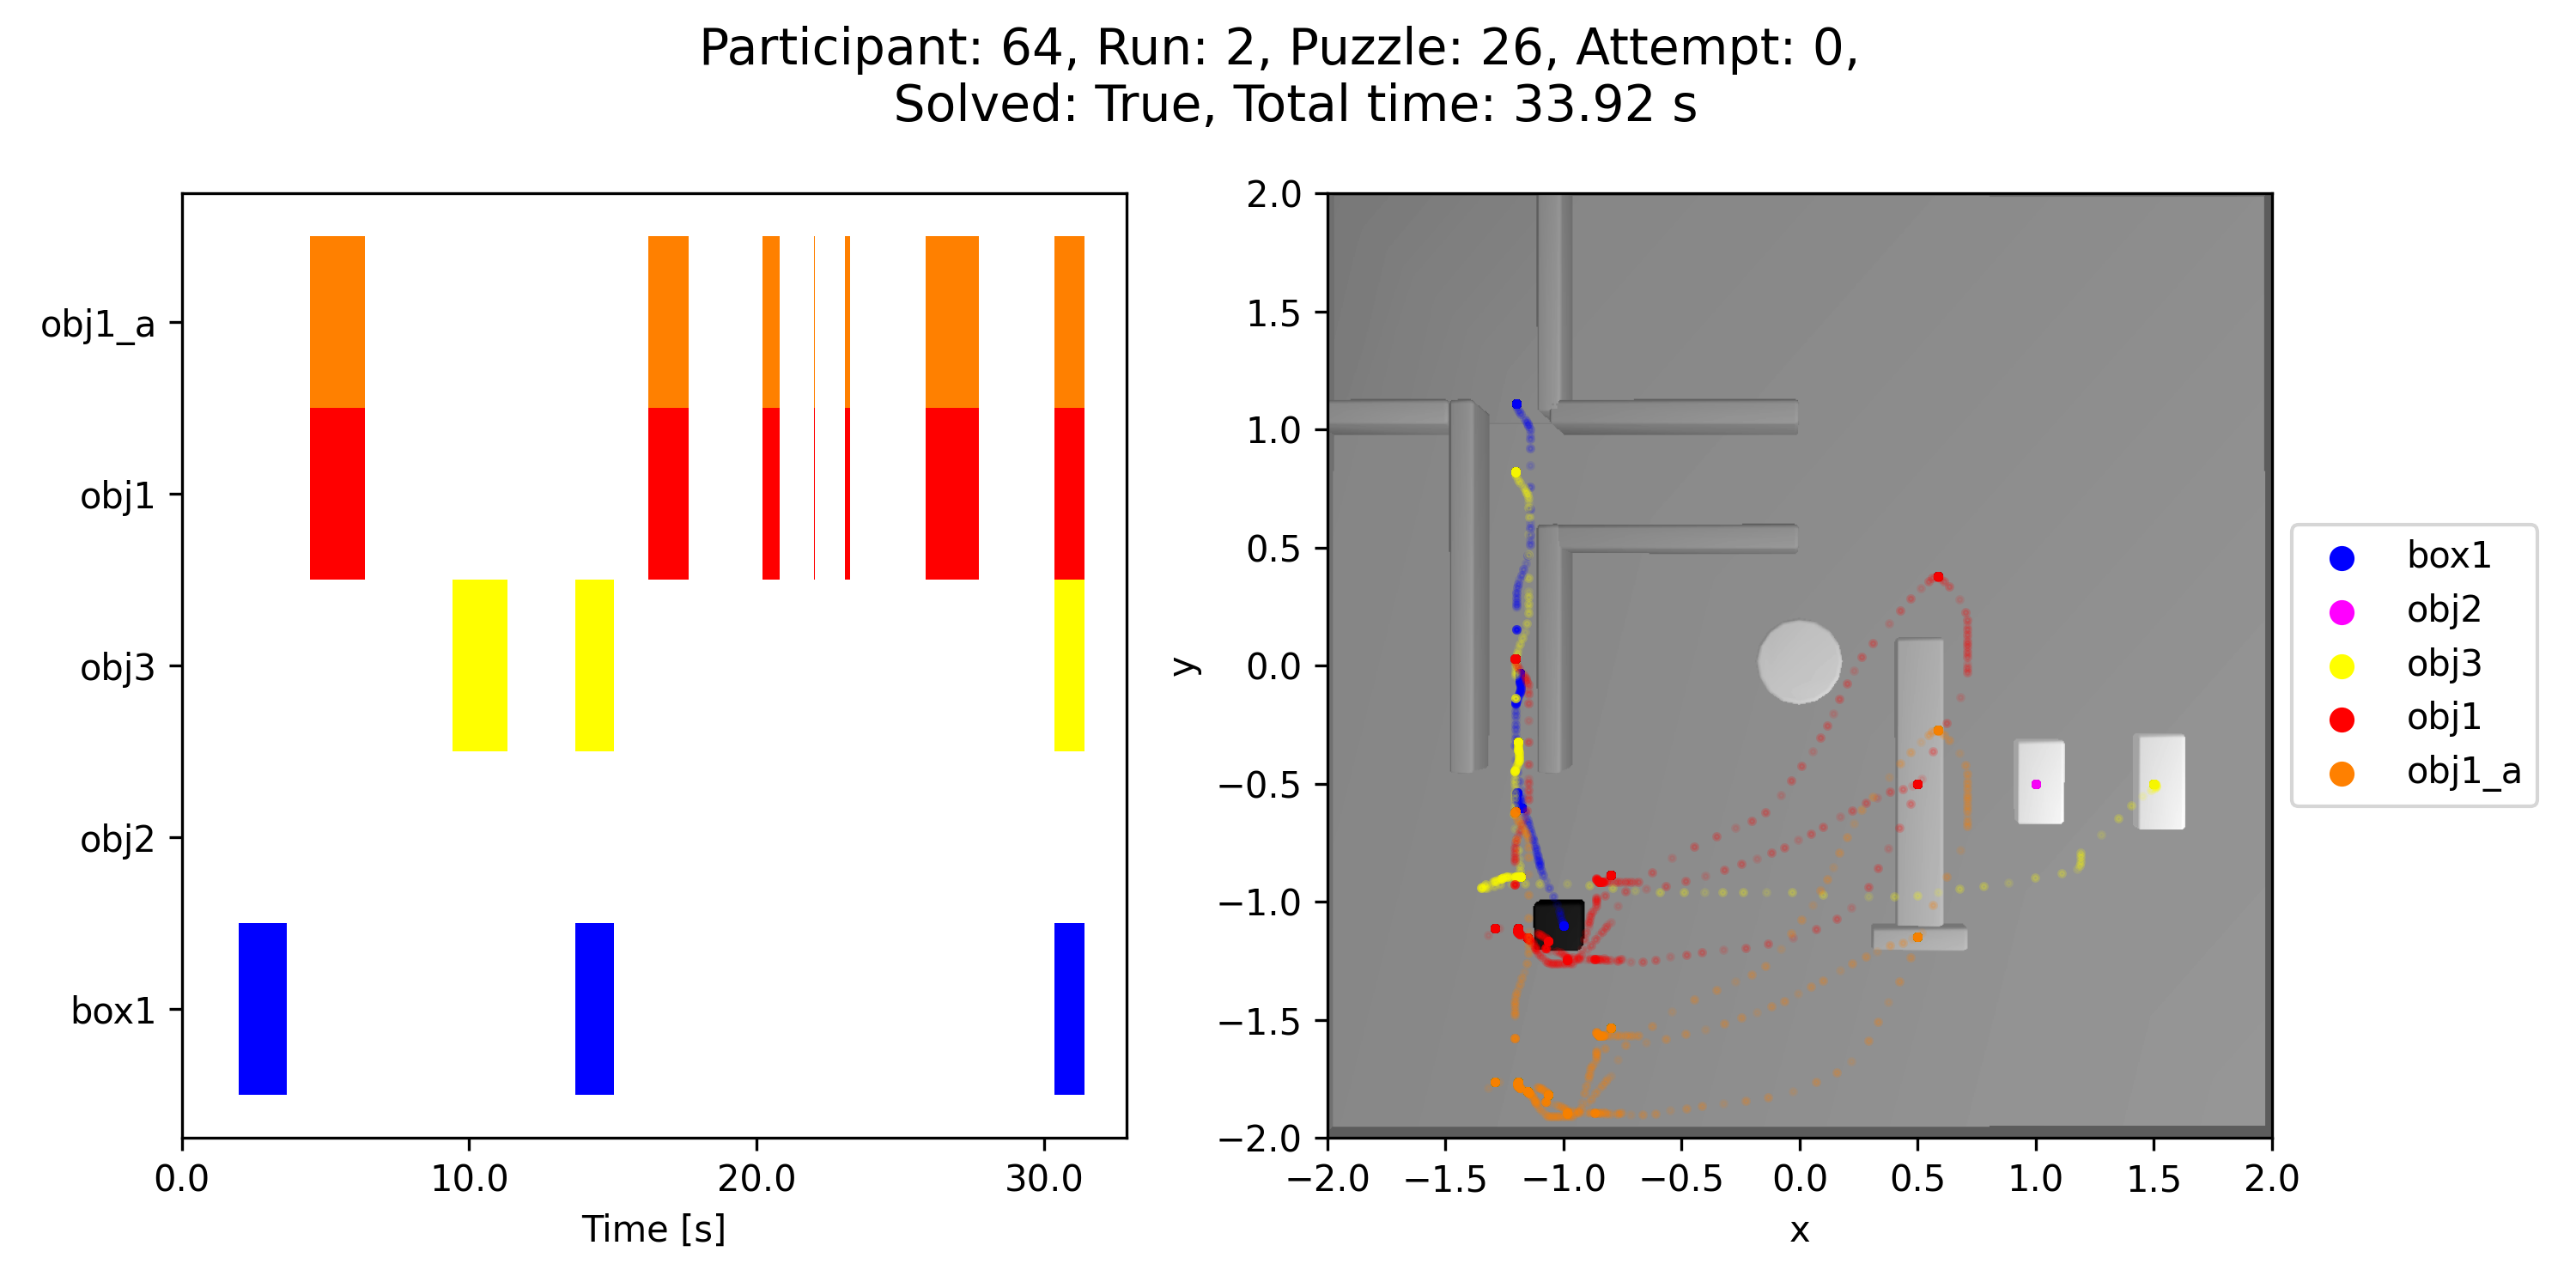 Participant: 64, Run: 2, Puzzle: 26, Attempt: 0,
Solved: True, Total time: 33.92 s
obj1_a
obj1
obj3
obj2
box1
0.0 10.0 20.0 30.0
Time [s]
2.0
1.5
1.0
0.5
0.0
−0.5
−1.0
−1.5
−2.0
y
−2.0 −1.5 −1.0 −0.5 0.0 0.5 1.0 1.5 2.0
x
box1
obj2
obj3
obj1
obj1_a